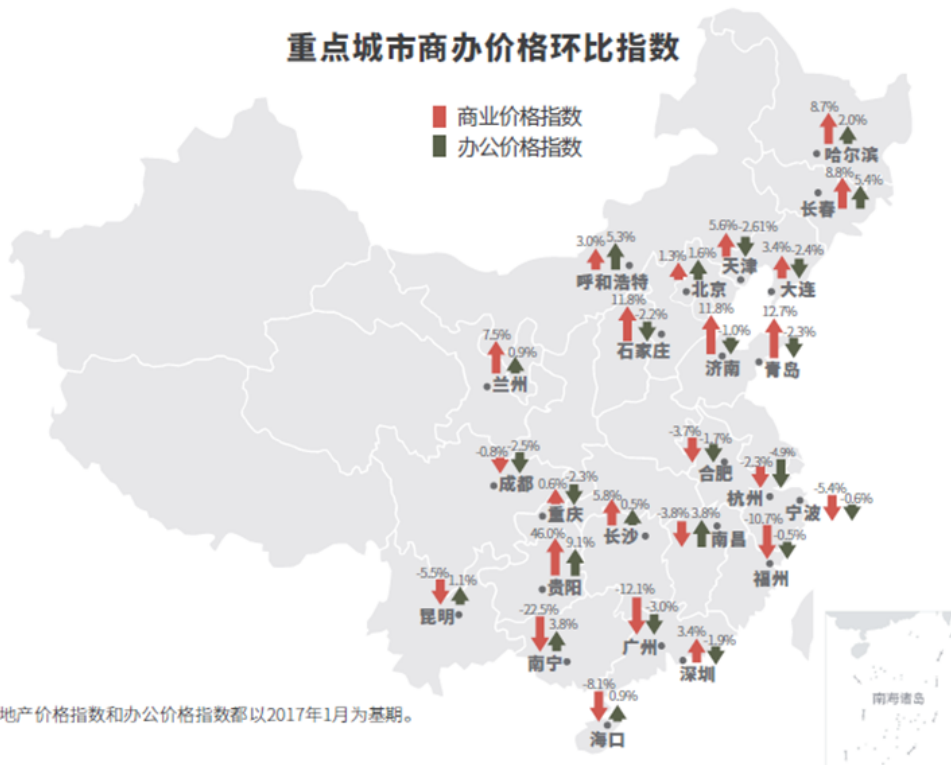 重点城市商办价格环比指数
商业价格指数
办公价格指数
8.7%
2.0%
哈尔滨
8.8%
5.4%
长春
5.6%
-2.61%
天津
3.4%
-2.4%
大连
3.0%
5.3%
呼和浩特
1.3%
1.6%
北京
11.8%
-2.2%
石家庄
11.8%
-1.0%
济南
12.7%
-2.3%
青岛
7.5%
0.9%
兰州
-0.8%
-2.5%
成都
0.6%
-2.3%
重庆
-3.7%
-1.7%
合肥
-2.3%
-4.9%
杭州
-5.4%
-0.6%
宁波
5.8%
0.5%
长沙
-3.8%
3.8%
南昌
-10.7%
-0.5%
福州
46.0%
9.1%
贵阳
-5.5%
1.1%
昆明
-22.5%
3.8%
南宁
-12.1%
-3.0%
广州
3.4%
-1.9%
深圳
-8.1%
0.9%
海口
南海诸岛
地产价格指数和办公价格指数都以2017年1月为基期。